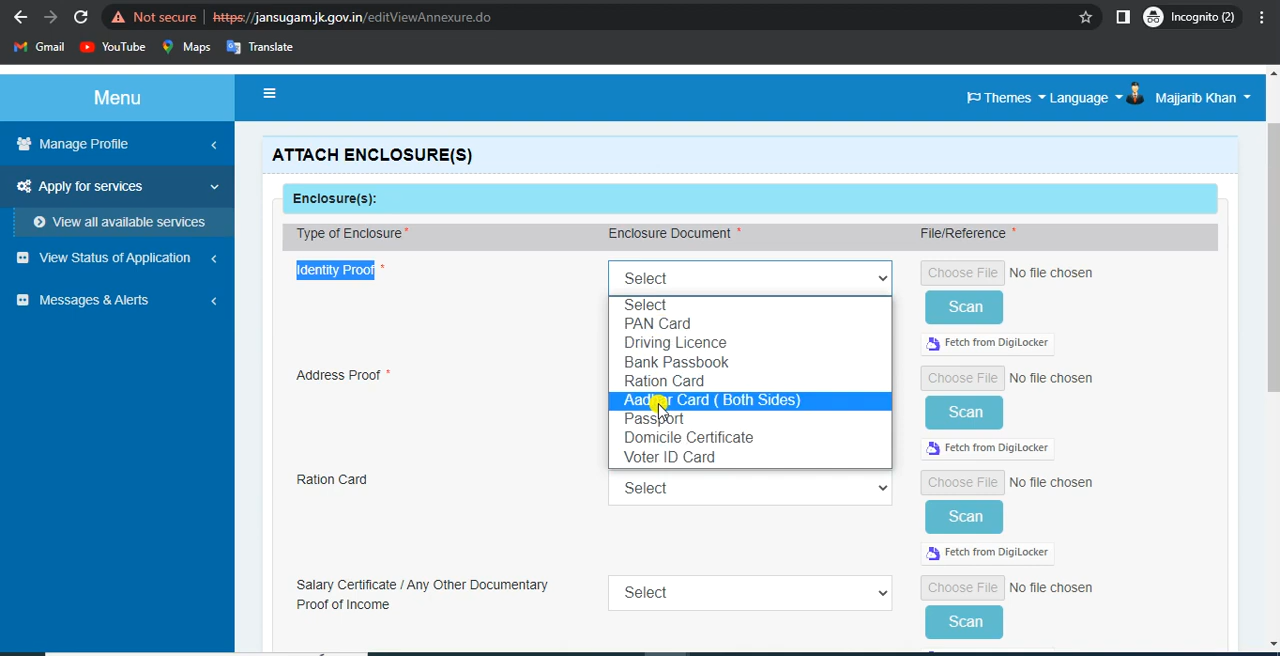 Not secure https://jansugam.jk.gov.in/editViewAnnexure.do Incognito (2)
Gmail YouTube Maps Translate
Menu
Themes Language Majjarib Khan
Manage Profile
Apply for services
View all available services
View Status of Application
Messages & Alerts
ATTACH ENCLOSURE(S)
Enclosure(s):
Type of Enclosure* Enclosure Document * File/Reference *
Identity Proof * Select Choose File No file chosen
Scan
Fetch from DigiLocker
Select
PAN Card
Driving Licence
Bank Passbook
Ration Card
Card ( Both Sides)
Passport
Domicile Certificate
Voter ID Card
Address Proof * Choose File No file chosen
Scan
Fetch from DigiLocker
Ration Card Select Choose File No file chosen
Scan
Fetch from DigiLocker
Salary Certificate / Any Other Documentary
Proof of Income
Select Choose File No file chosen
Scan